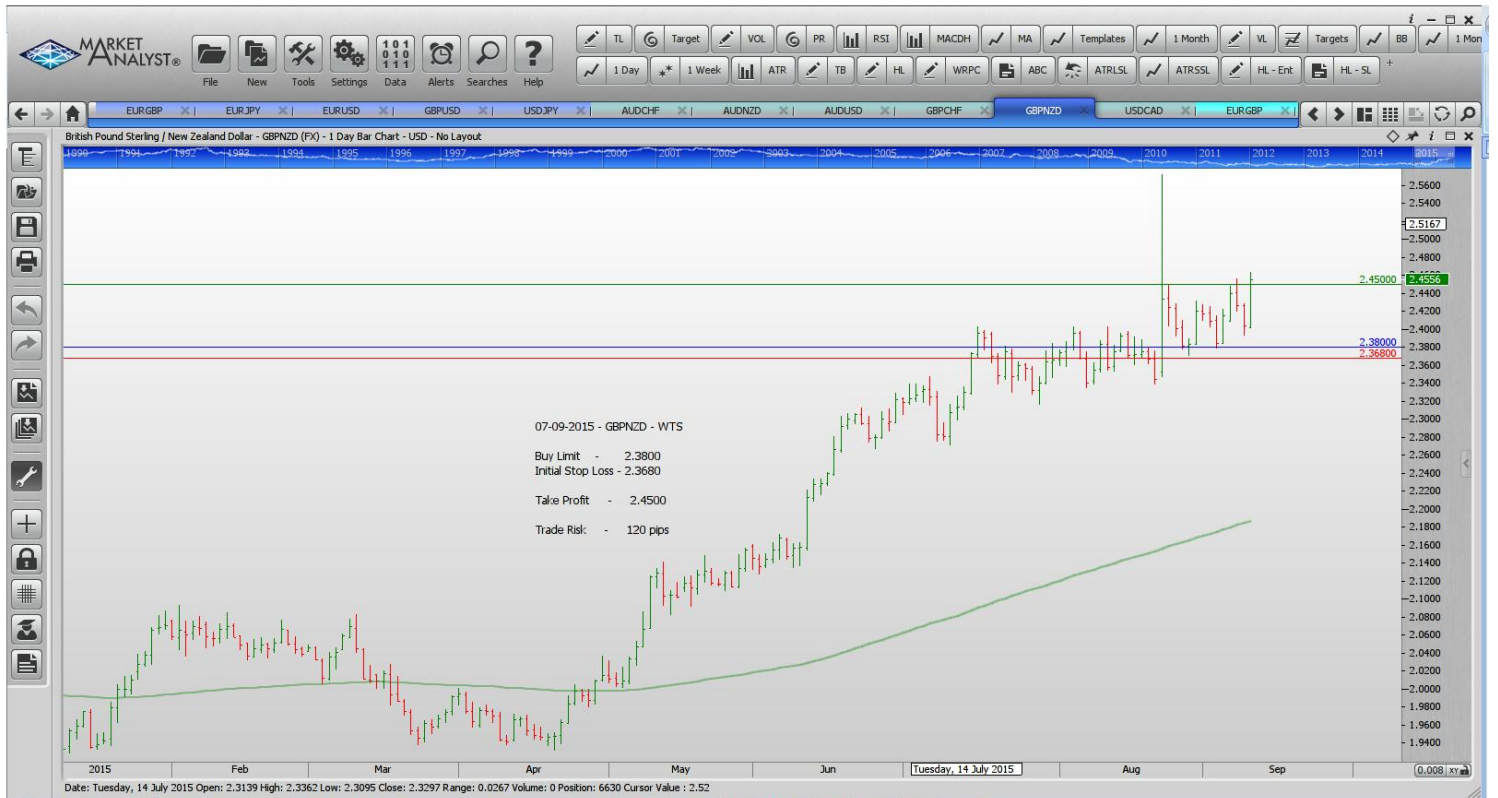 i
MARKET
ANALYST®
File New Tools Settings Data Alerts Searches Help
TL Target VOL PR RSI MACDH MA Templates 1 Month VL Targets BB 1 Mon
1 Day 1 Week ATR TB HL WRPC ABC ATRLSL ATRSSL HL - Ent HL - SL +
EURGBP EURJPY EURUSD GBPUSD USDJPY AUDCHF AUDNZD AUDUSD GBPCHF GBPNZD USDCAD EURGBP
British Pound Sterling / New Zealand Dollar - GBPNZD (FX) - 1 Day Bar Chart - USD - No Layout
1990 1991 1992 1993 1994 1995 1996 1997 1998 1999 2000 2001 2002 2003 2004 2005 2006 2007 2008 2009 2010 2011 2012 2013 2014 2015
2.5600
2.5400
2.5167
2.5000
2.4800
2.45000 2.4556
2.4400
2.4200
2.4000
2.38000 2.3800
2.36800
2.3600
2.3400
2.3200
2.3000
07-09-2015 - GBPNZD - WTS
2.2800
Buy Limit - 2.3800
2.2600
Initial Stop Loss - 2.3680
2.2400
2.2200
Take Profit - 2.4500
2.2000
Trade Risk - 120 pips
2.1800
2.1600
2.1400
2.1200
2.1000
2.0800
2.0600
2.0400
2.0200
2.0000
1.9800
1.9600
1.9400
2015 Feb Mar Apr May Jun Tuesday, 14 July 2015 Aug Sep 0.008 XY
Date: Tuesday, 14 July 2015 Open: 2.3139 High: 2.3362 Low: 2.3095 Close: 2.3297 Range: 0.0267 Volume: 0 Position: 6630 Cursor Value : 2.52